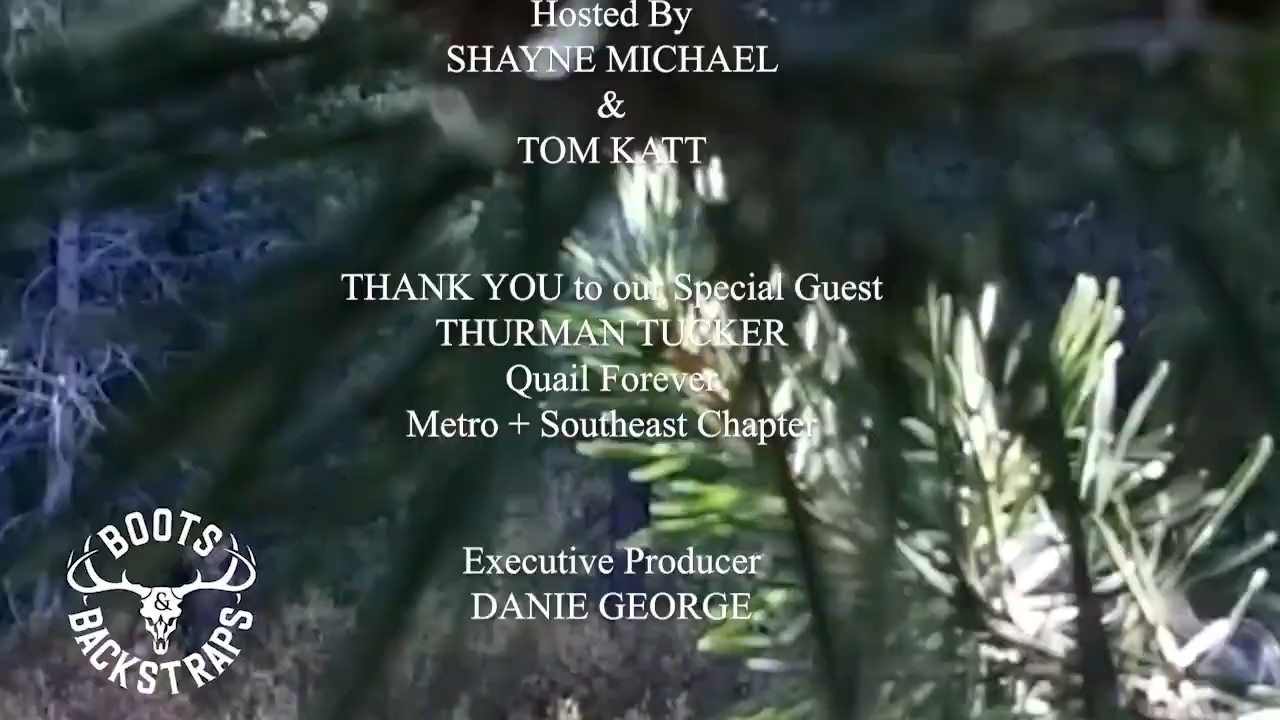 Hosted By
SHAYNE MICHAEL
&
TOM KATT
THANK YOU to our Special Guest
THURMAN TUCKER
Quail Forever
Metro + Southeast Chapter
Executive Producer
DANIE GEORGE
BOOTS
&
BACKSTRAPS